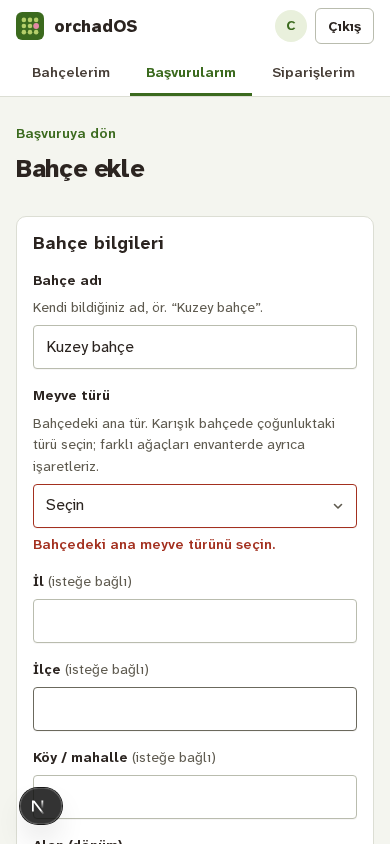 orchadOS
C
Çıkış
Bahçelerim
Başvurularım
Siparişlerim
Başvuruya dön
Bahçe ekle
Bahçe bilgileri
Bahçe adı
Kendi bildiğiniz ad, ör. “Kuzey bahçe”.
Kuzey bahçe
Meyve türü
Bahçedeki ana tür. Karışık bahçede çoğunluktaki
türü seçin; farklı ağaçları envanterde ayrıca
işaretleriz.
Seçin
Bahçedeki ana meyve türünü seçin.
İl (isteğe bağlı)
İlçe (isteğe bağlı)
Köy / mahalle (isteğe bağlı)
N
Alan (dönüm)